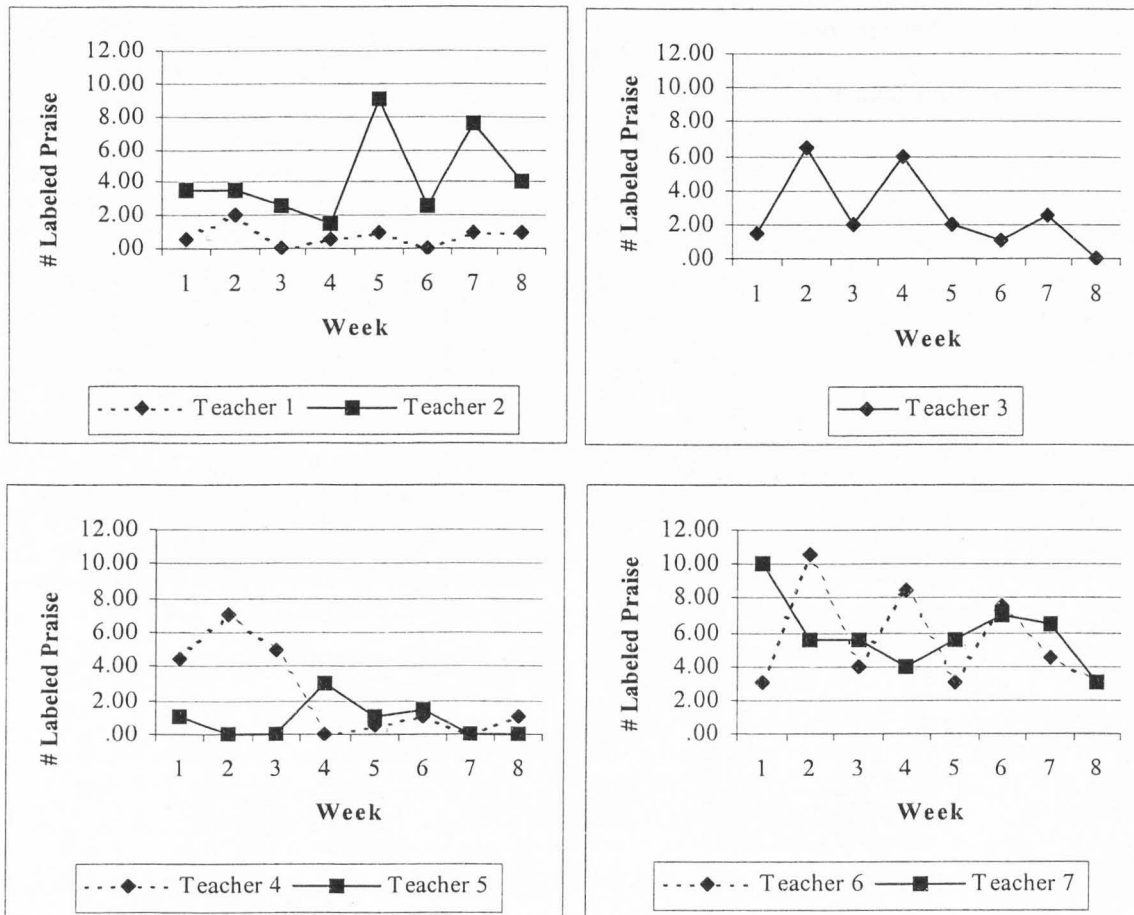 12.00
10.00
8.00
6.00
4.00
2.00
.00
# Labeled Praise
1 2 3 4 5 6 7 8
Week
Teacher 1 Teacher 2
12.00
10.00
8.00
6.00
4.00
2.00
.00
# Labeled Praise
1 2 3 4 5 6 7 8
Week
Teacher 3
12.00
10.00
8.00
6.00
4.00
2.00
.00
# Labeled Praise
1 2 3 4 5 6 7 8
Week
Teacher 4 Teacher 5
12.00
10.00
8.00
6.00
4.00
2.00
.00
# Labeled Praise
1 2 3 4 5 6 7 8
Week
Teacher 6 Teacher 7